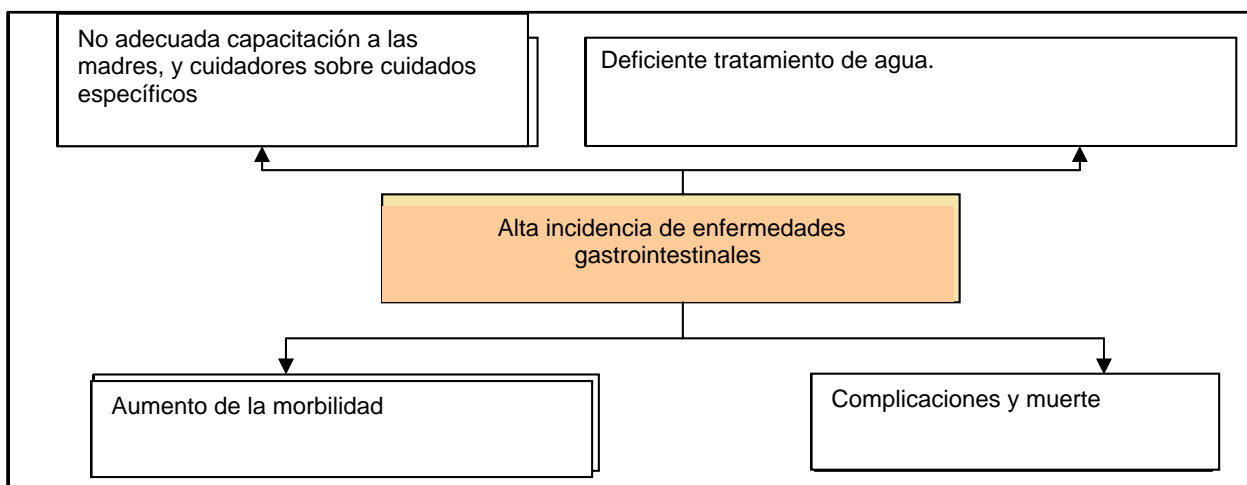 No adecuada capacitación a las
madres, y cuidadores sobre cuidados
específicos
Deficiente tratamiento de agua.
Alta incidencia de enfermedades
gastrointestinales
Aumento de la morbilidad
Complicaciones y muerte